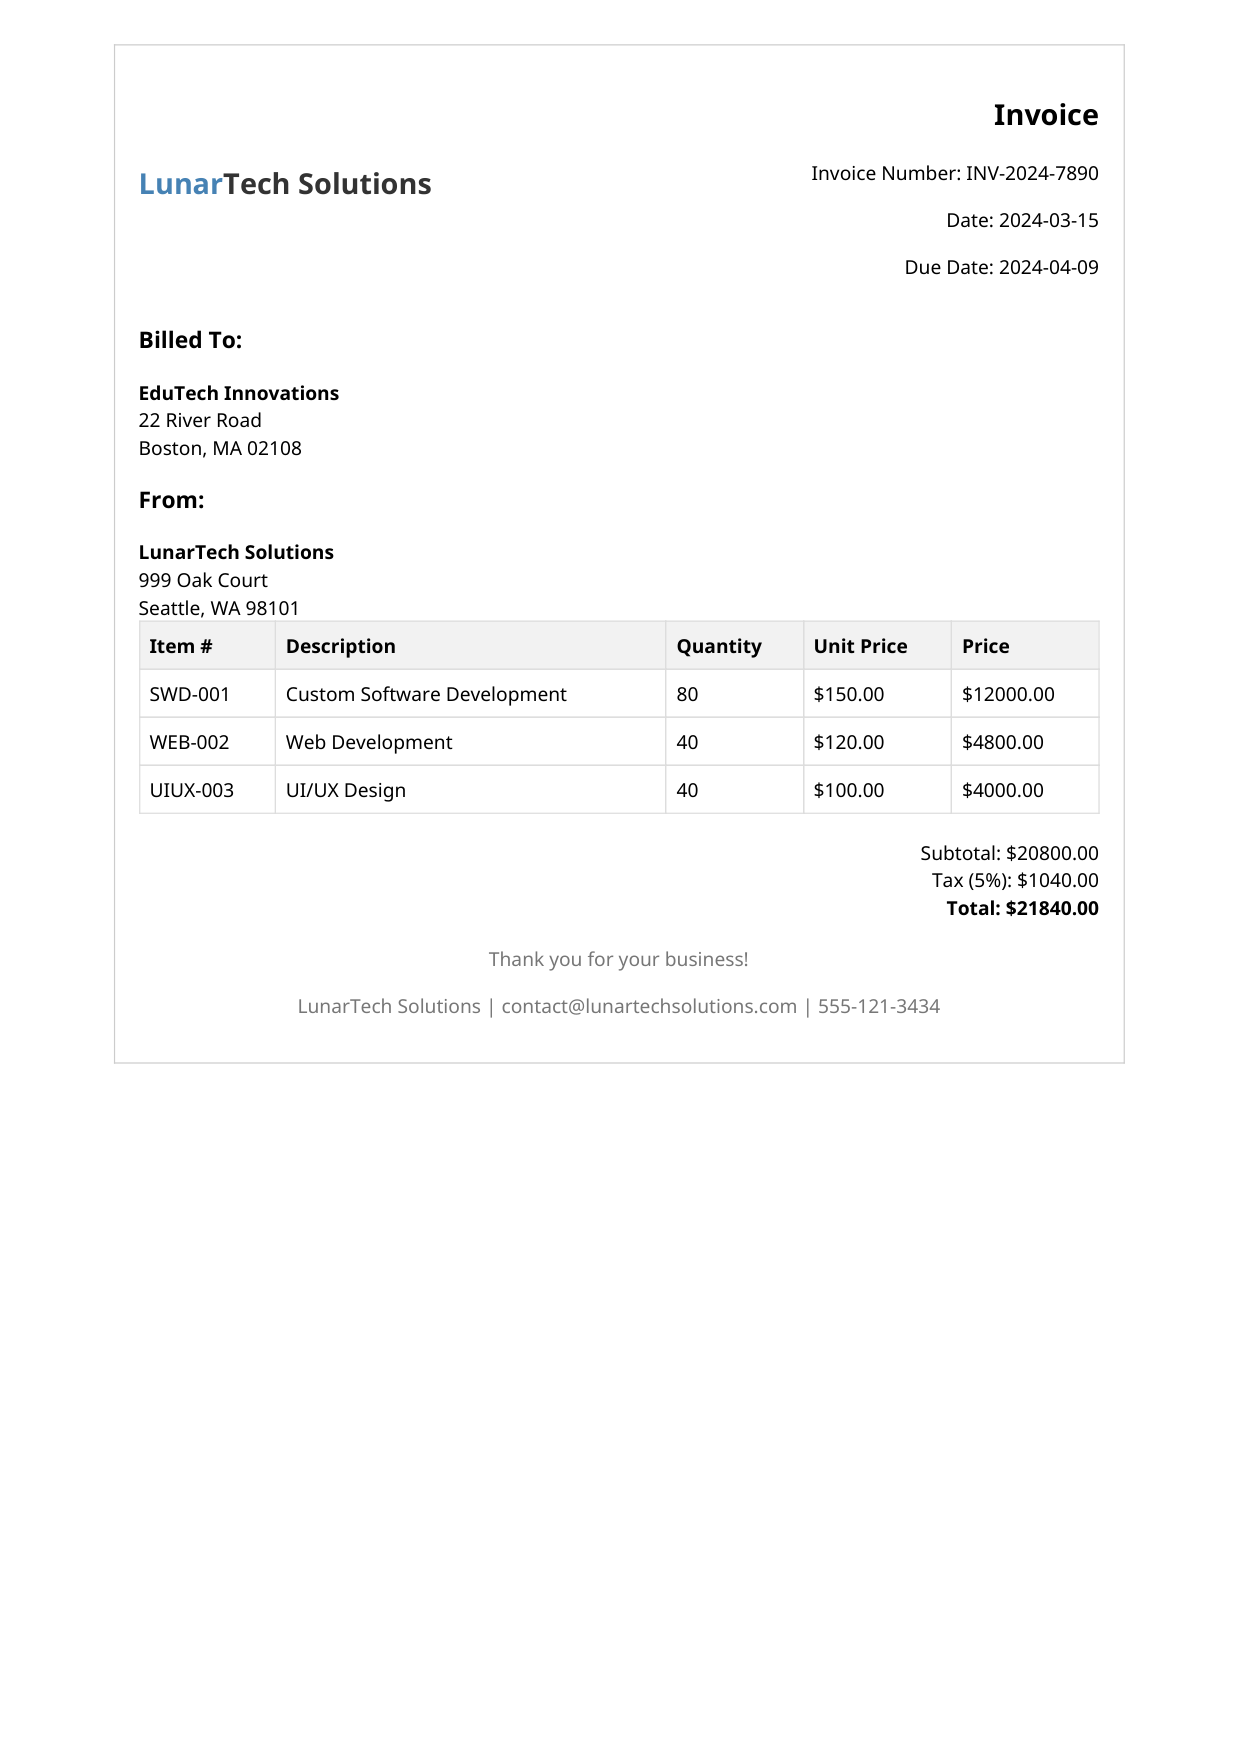 Invoice
LunarTech Solutions
Invoice Number: INV-2024-7890
Date: 2024-03-15
Due Date: 2024-04-09
Billed To:
EduTech Innovations
22 River Road
Boston, MA 02108
From:
LunarTech Solutions
999 Oak Court
Seattle, WA 98101
Item # Description Quantity Unit Price Price
SWD-001 Custom Software Development 80 $150.00 $12000.00
WEB-002 Web Development 40 $120.00 $4800.00
UIUX-003 UI/UX Design 40 $100.00 $4000.00
Subtotal: $20800.00
Tax (5%): $1040.00
Total: $21840.00
Thank you for your business!
LunarTech Solutions | contact@lunartechsolutions.com | 555-121-3434